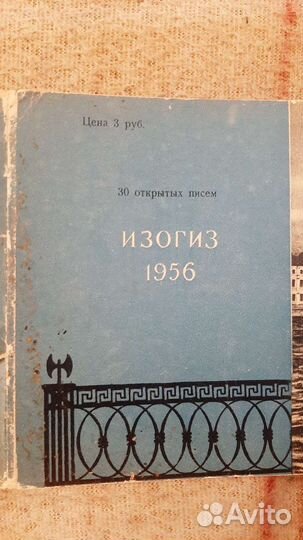 Цена 3 руб.
30 открытых писем
ИЗОГИЗ
1956
Avito